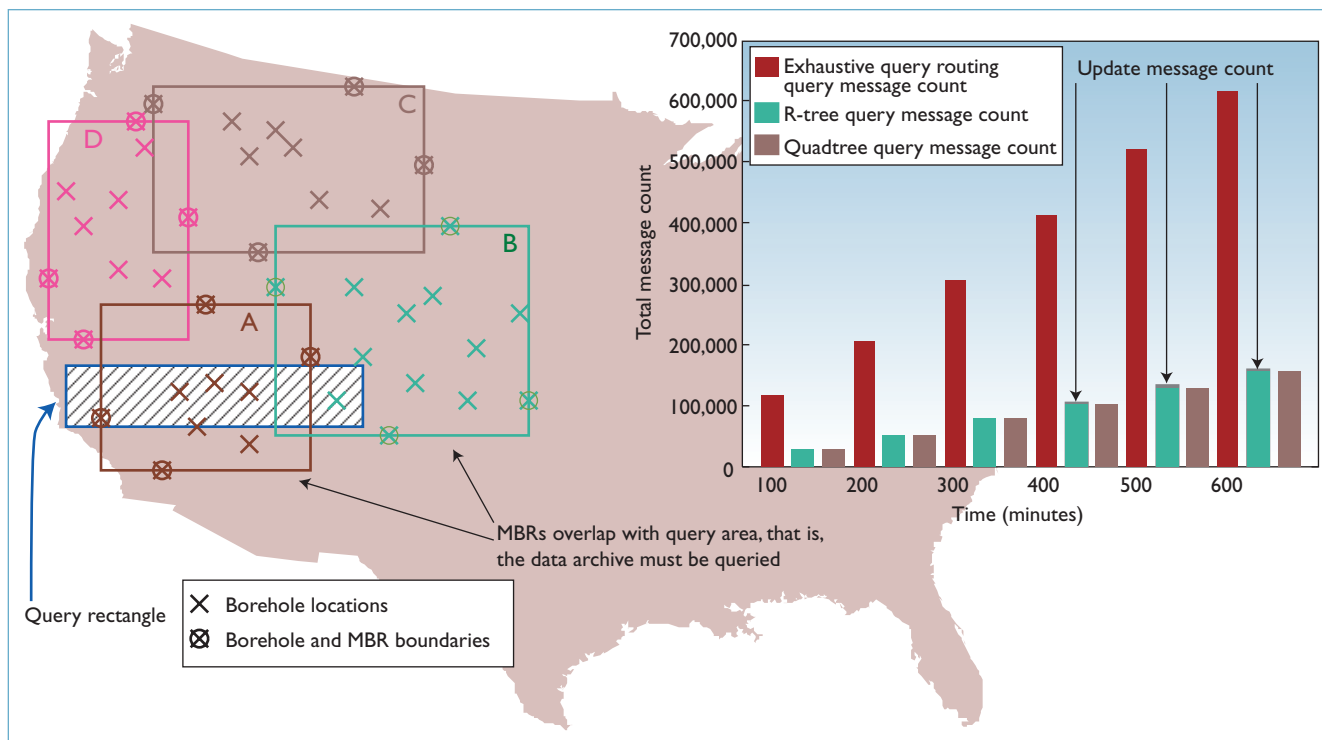 C
D
B
A
MBRs overlap with query area, that is,
the data archive must be queried
Query rectangle
Borehole locations
Borehole and MBR boundaries
700,000
600,000
500,000
400,000
300,000
200,000
100,000
0
Total message count
Exhaustive query routing
query message count
R-tree query message count
Quadtree query message count
Update message count
100 200 300 400 500 600
Time (minutes)